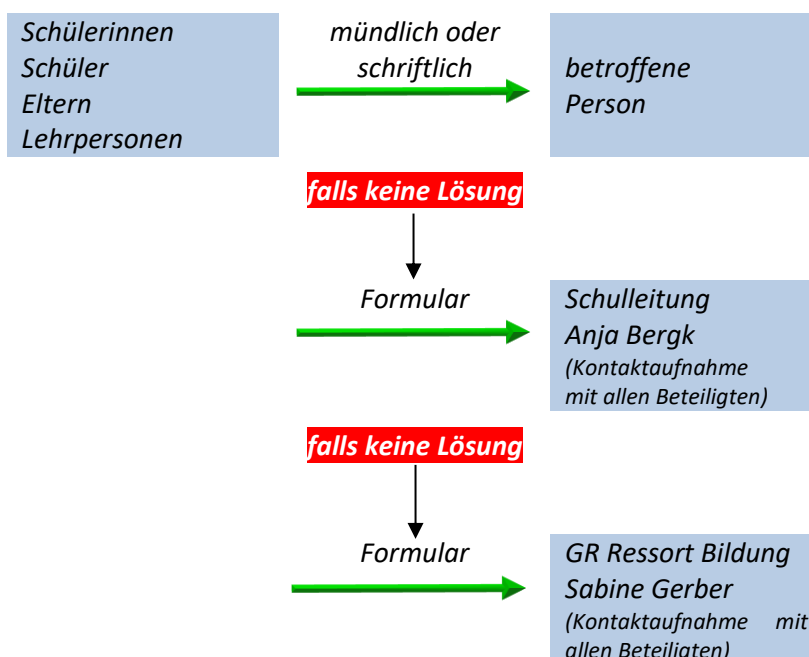 Schülerinnen
Schüler
Eltern
Lehrpersonen
mündlich oder
schriftlich
betroffene
Person
falls keine Lösung
Formular
Schulleitung
Anja Bergk
(Kontaktaufnahme
mit allen Beteiligten)
falls keine Lösung
Formular
GR Ressort Bildung
Sabine Gerber
(Kontaktaufnahme mit
allen Beteiligten)